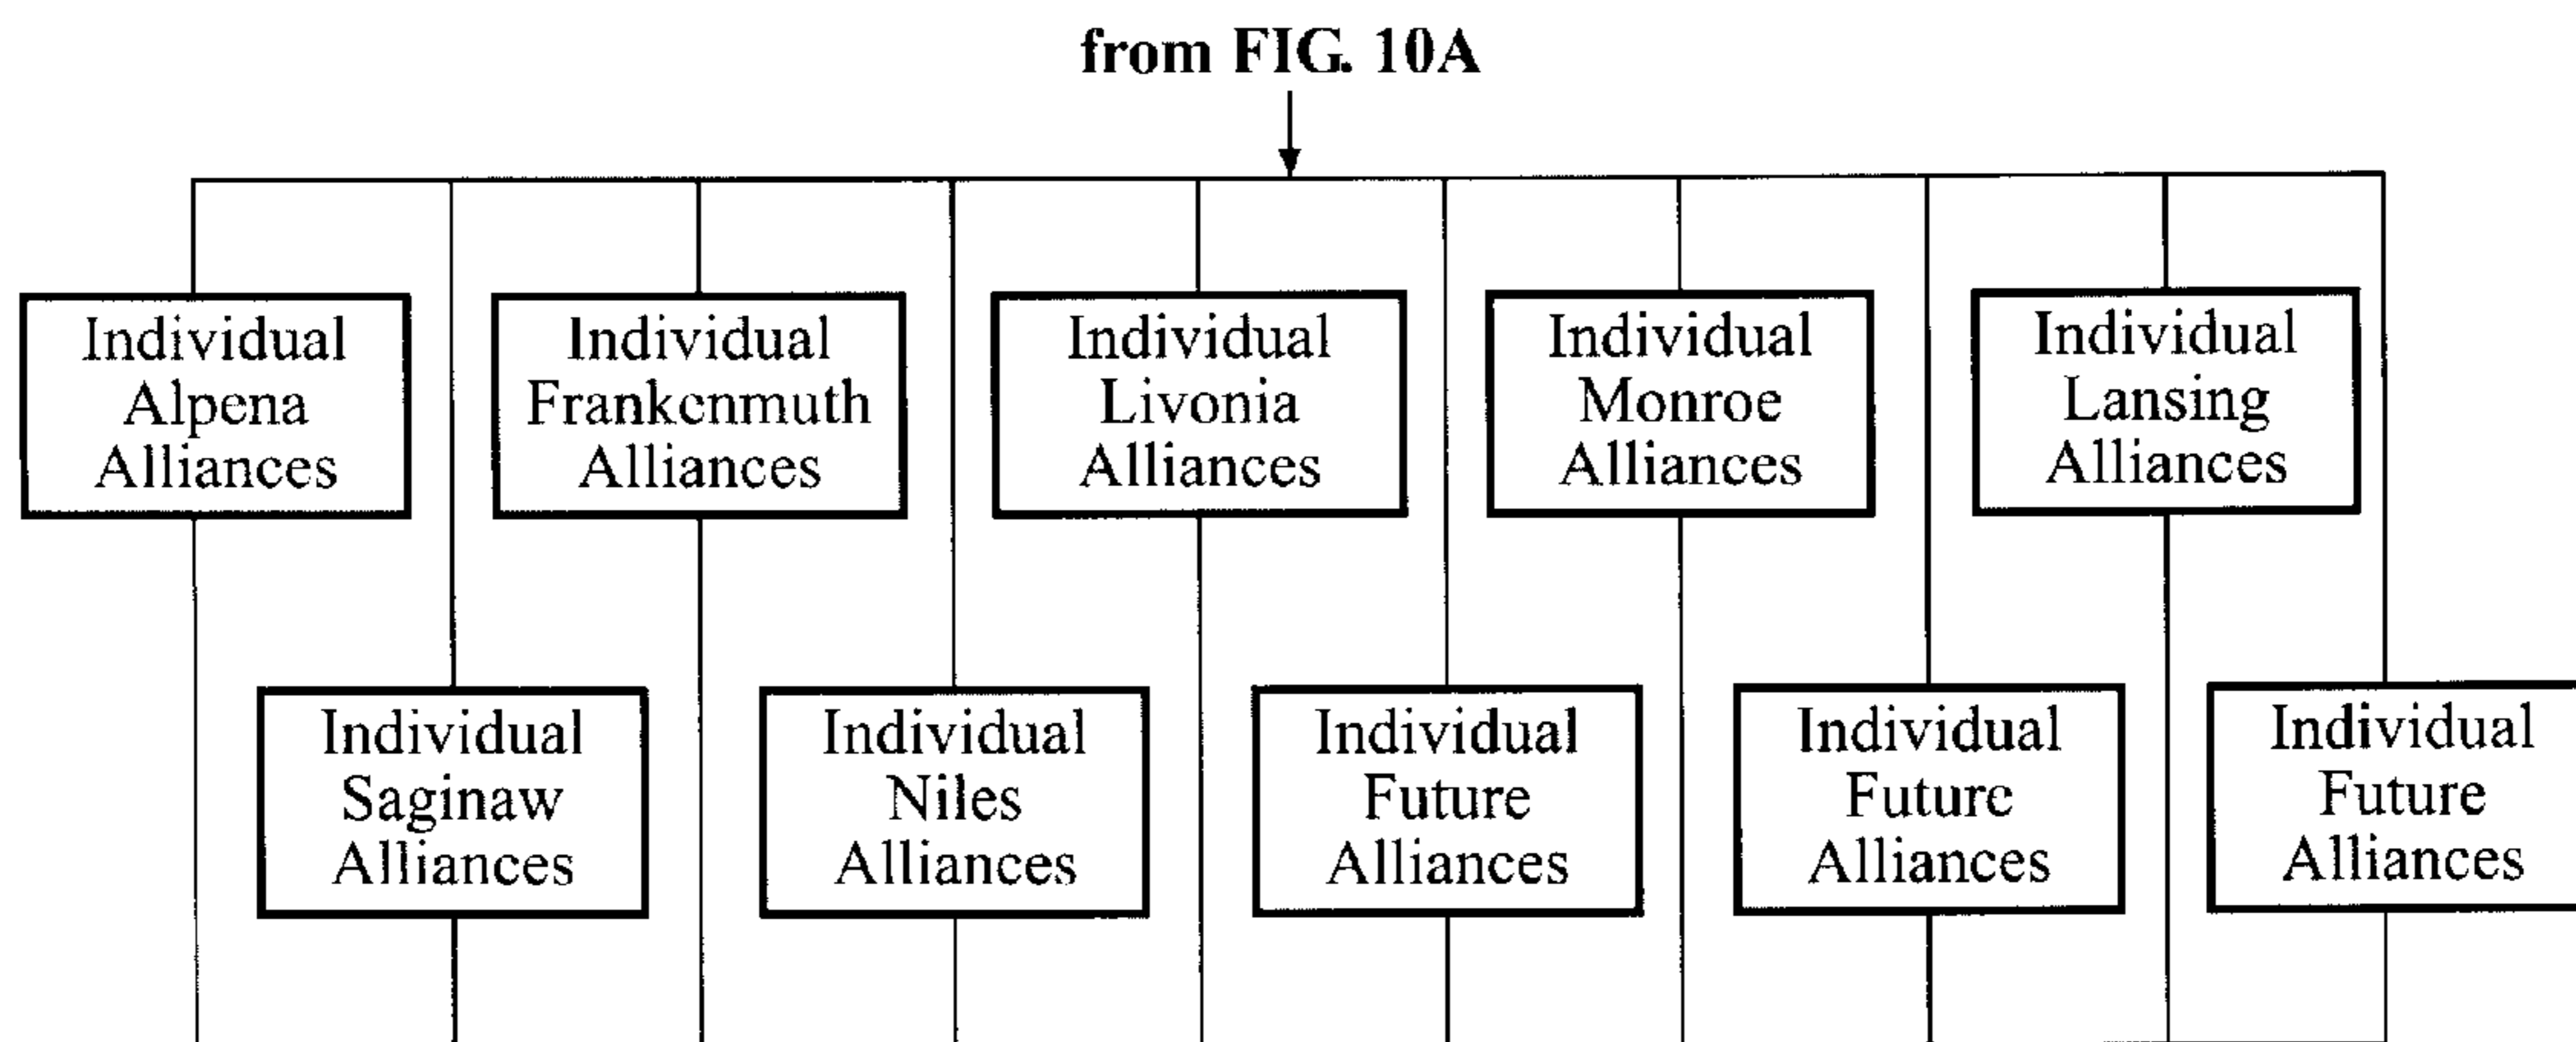 from FIG. 10A
Individual
Alpena
Alliances
Individual
Frankenmuth
Alliances
Individual
Livonia
Alliances
Individual
Monroe
Alliances
Individual
Lansing
Alliances
Individual
Saginaw
Alliances
Individual
Niles
Alliances
Individual
Future
Alliances
Individual
Future
Alliances
Individual
Future
Alliances